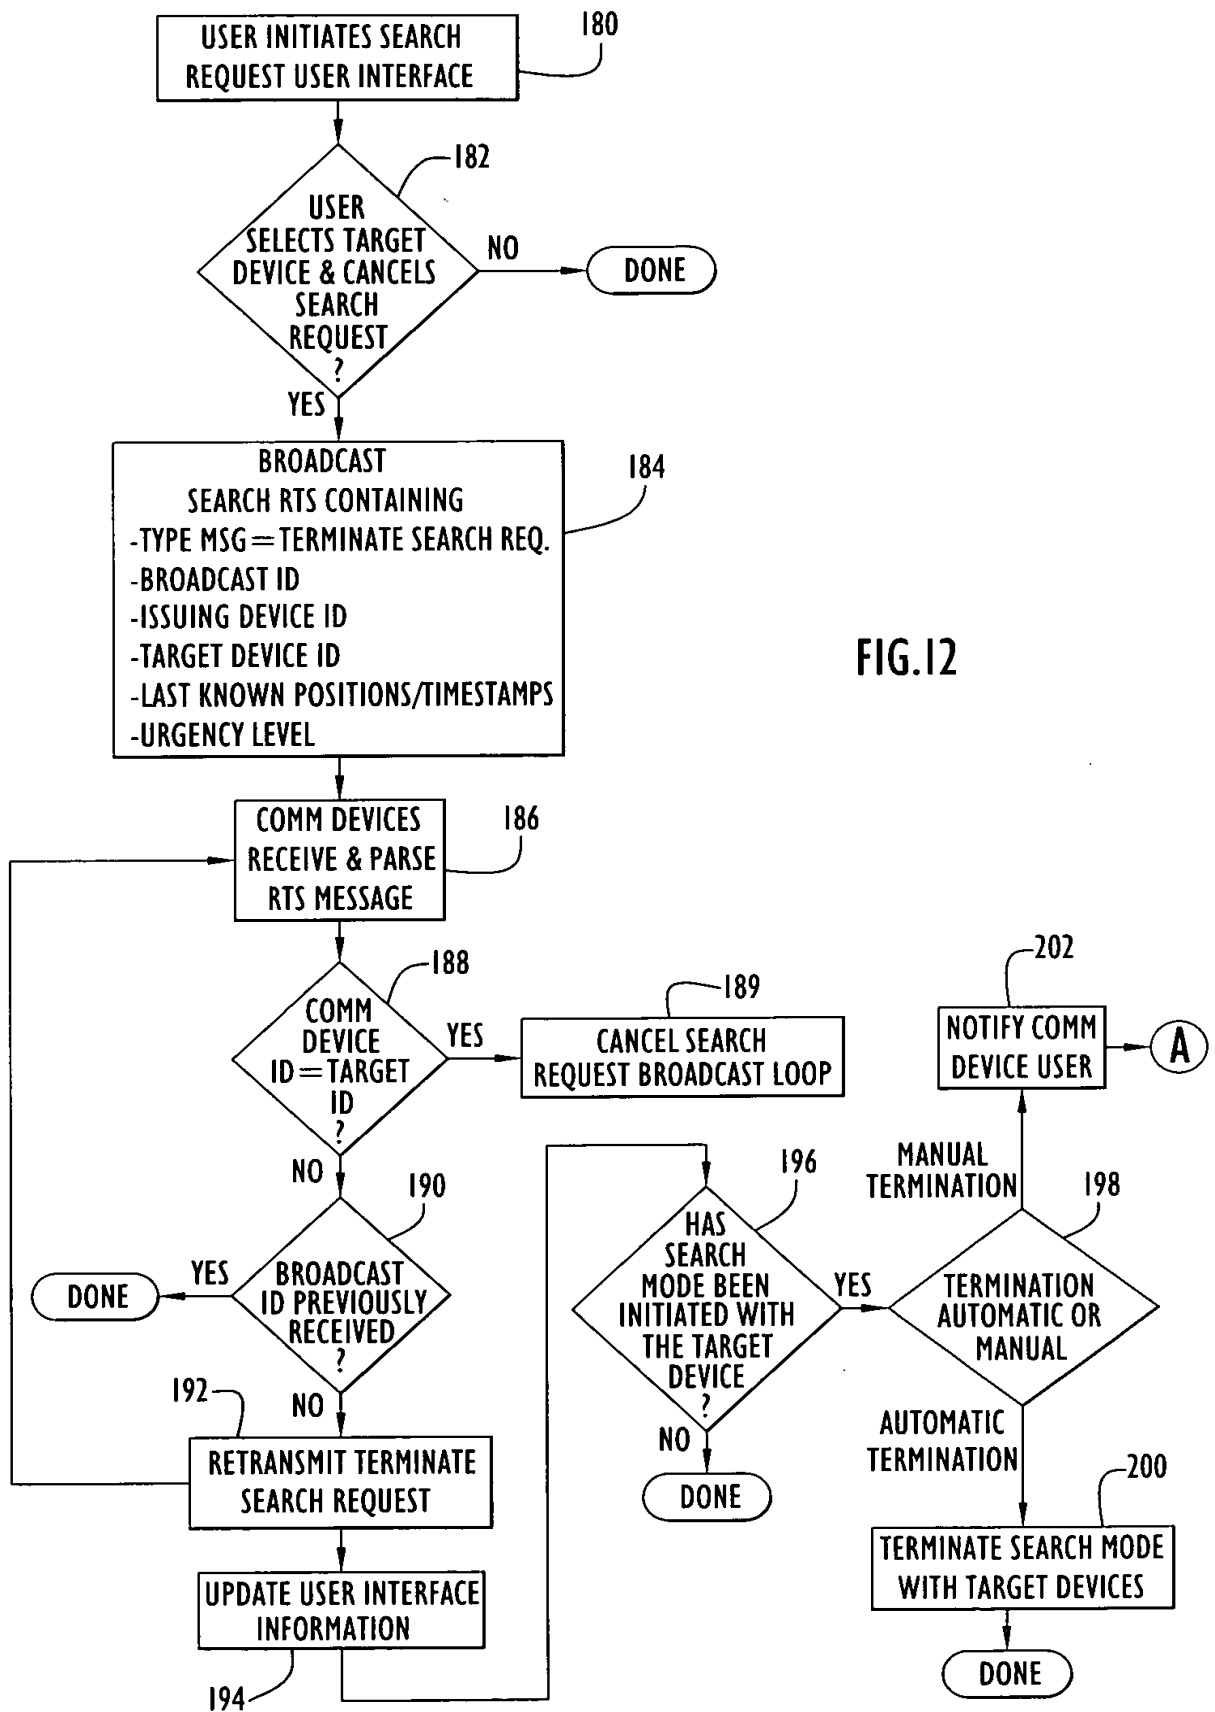 USER INITIATES SEARCH
REQUEST USER INTERFACE
180
182
USER
SELECTS TARGET
DEVICE & CANCELS
SEARCH
REQUEST
?
NO
DONE
YES
184
BROADCAST
SEARCH RTS CONTAINING
-TYPE MSG=TERMINATE SEARCH REQ.
-BROADCAST ID
-ISSUING DEVICE ID
-TARGET DEVICE ID
-LAST KNOWN POSITIONS/TIMESTAMPS
-URGENCY LEVEL
FIG.12
COMM DEVICES
RECEIVE & PARSE
RTS MESSAGE
186
188
COMM
DEVICE
ID=TARGET
ID
?
YES
189
CANCEL SEARCH
REQUEST BROADCAST LOOP
NO
190
BROADCAST
ID PREVIOUSLY
RECEIVED
?
YES
DONE
NO
192
RETRANSMIT TERMINATE
SEARCH REQUEST
UPDATE USER INTERFACE
INFORMATION
194
196
HAS
SEARCH
MODE BEEN
INITIATED WITH
THE TARGET
DEVICE
?
YES
NO
DONE
198
TERMINATION
AUTOMATIC OR
MANUAL
MANUAL
TERMINATION
202
NOTIFY COMM
DEVICE USER
A
AUTOMATIC
TERMINATION
200
TERMINATE SEARCH MODE
WITH TARGET DEVICES
DONE